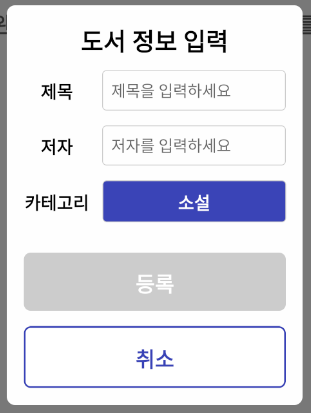 도서 정보 입력
제목 제목을 입력하세요
저자 저자를 입력하세요
카테고리 소설
등록
취소